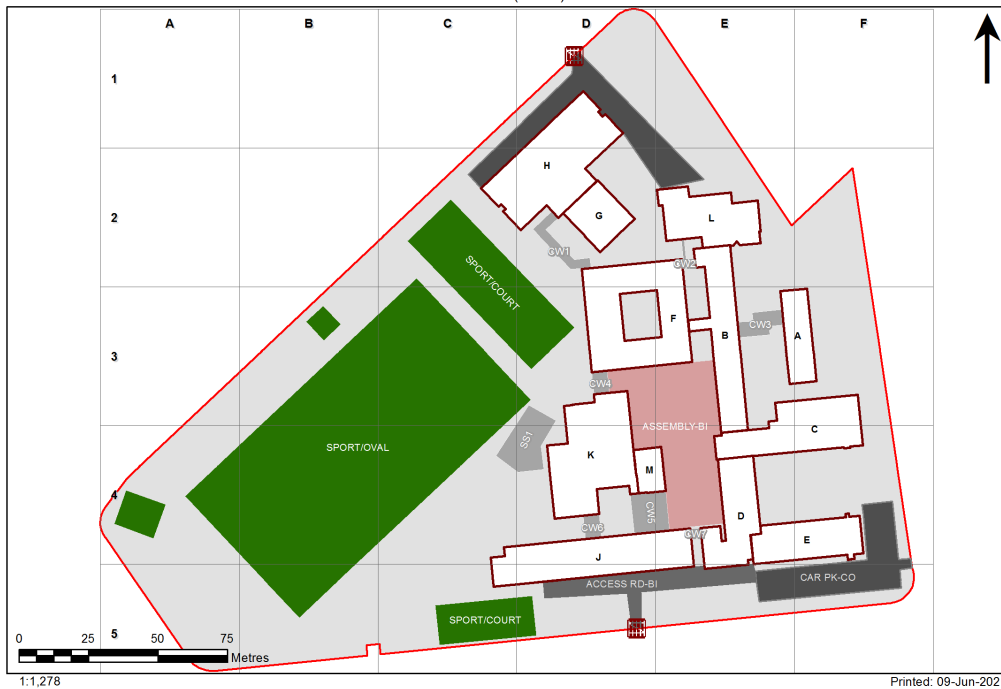 A B C D E F
1
H
2
G
L
CW1
CW2
SPORT/COURT
F
CW3
3
B
A
CW4
ASSEMBLY-BI
C
SS1
SPORT/OVAL
K
M
4
CW5
D
CW6
CW7
E
J
CAR PK-CO
ACCESS RD-BI
SPORT/COURT
5
0 25 50 75
Metres
1:1,278
Printed: 09-Jun-202